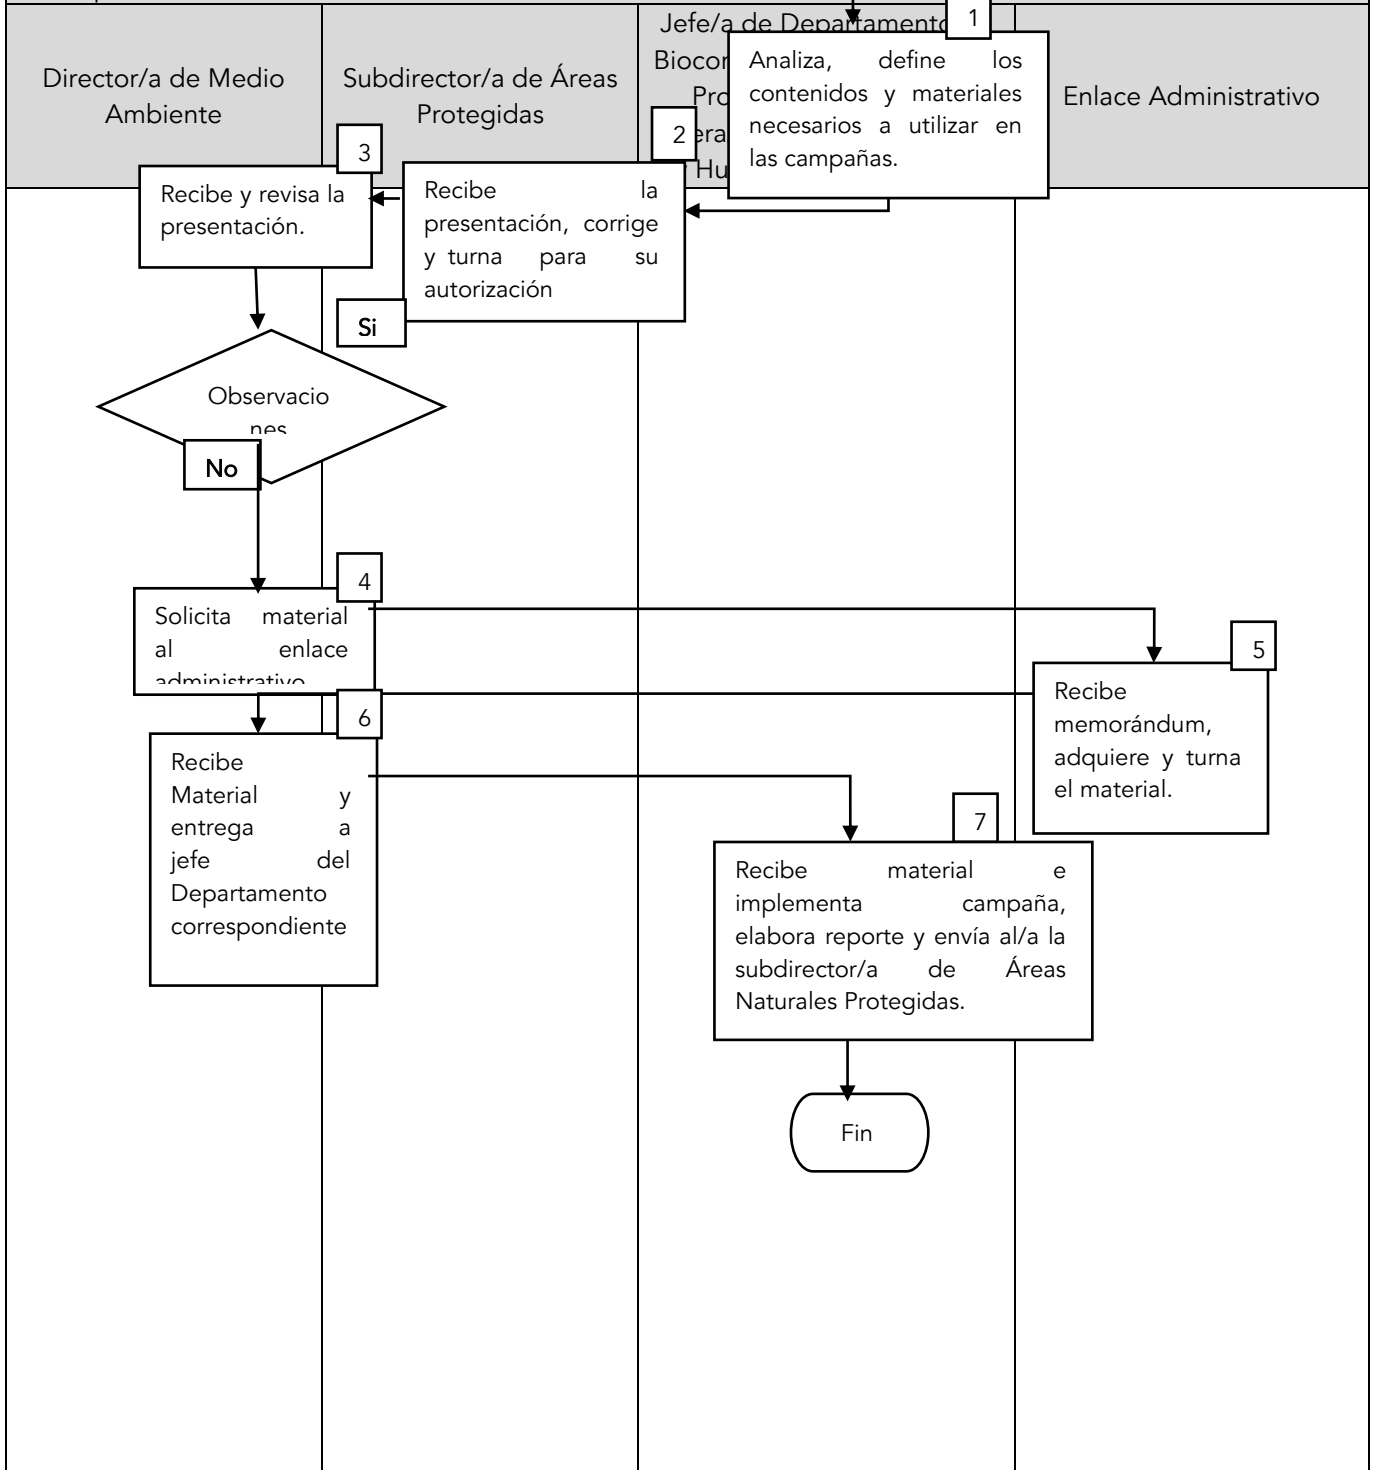 Director/a de Medio
Ambiente
Subdirector/a de Áreas
Protegidas
Jefe/a de Departamento
Enlace Administrativo
1
Analiza, define los
contenidos y materiales
necesarios a utilizar en
las campañas.
2
Recibe la
presentación, corrige
y turna para su
autorización
3
Recibe y revisa la
presentación.
Si
Observacio
nes
No
4
Solicita material
al enlace
administrativo
5
Recibe
memorándum,
adquiere y turna
el material.
6
Recibe
Material y
entrega a
jefe del
Departamento
correspondiente
7
Recibe material e
implementa campaña,
elabora reporte y envía al/a la
subdirector/a de Áreas
Naturales Protegidas.
Fin